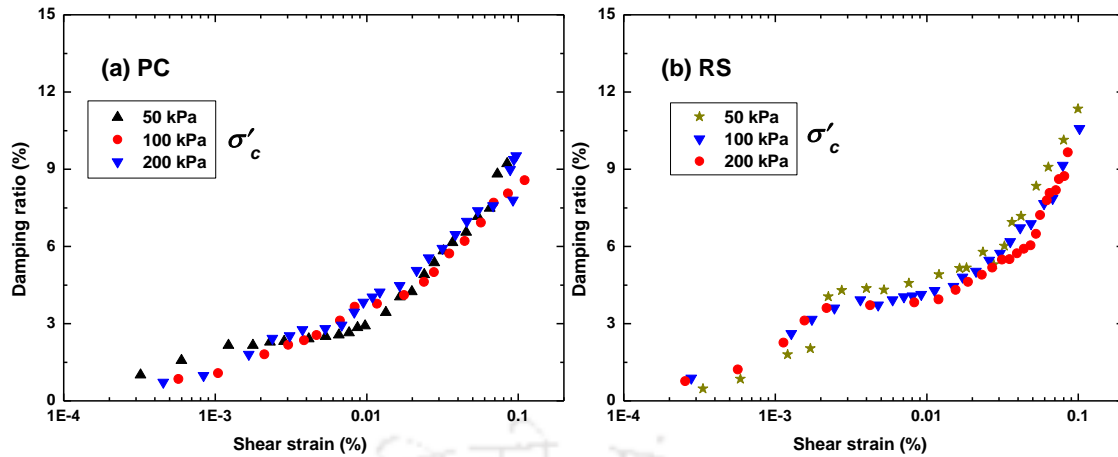 (a) PC
50 kPa
100 kPa
200 kPa
σ′c
15
12
9
6
3
0
Damping ratio (%)
1E-4
1E-3
0.01
0.1
Shear strain (%)
(b) RS
50 kPa
100 kPa
200 kPa
σ′c
15
12
9
6
3
0
Damping ratio (%)
1E-4
1E-3
0.01
0.1
Shear strain (%)